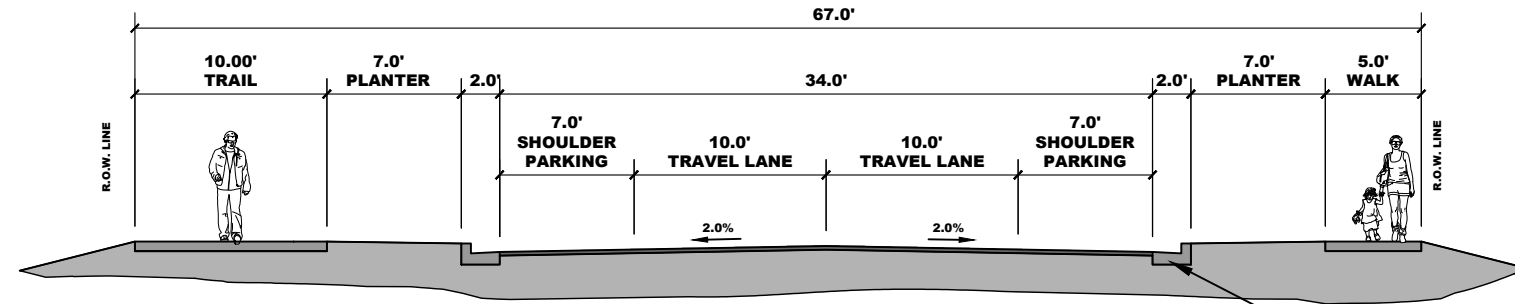 67.0'
10.00'
TRAIL
7.0'
PLANTER
2.0'
34.0'
2.0'
7.0'
PLANTER
5.0'
WALK
7.0'
SHOULDER
PARKING
10.0'
TRAVEL LANE
10.0'
TRAVEL LANE
7.0'
SHOULDER
PARKING
R.O.W. LINE
R.O.W. LINE
2.0%
2.0%